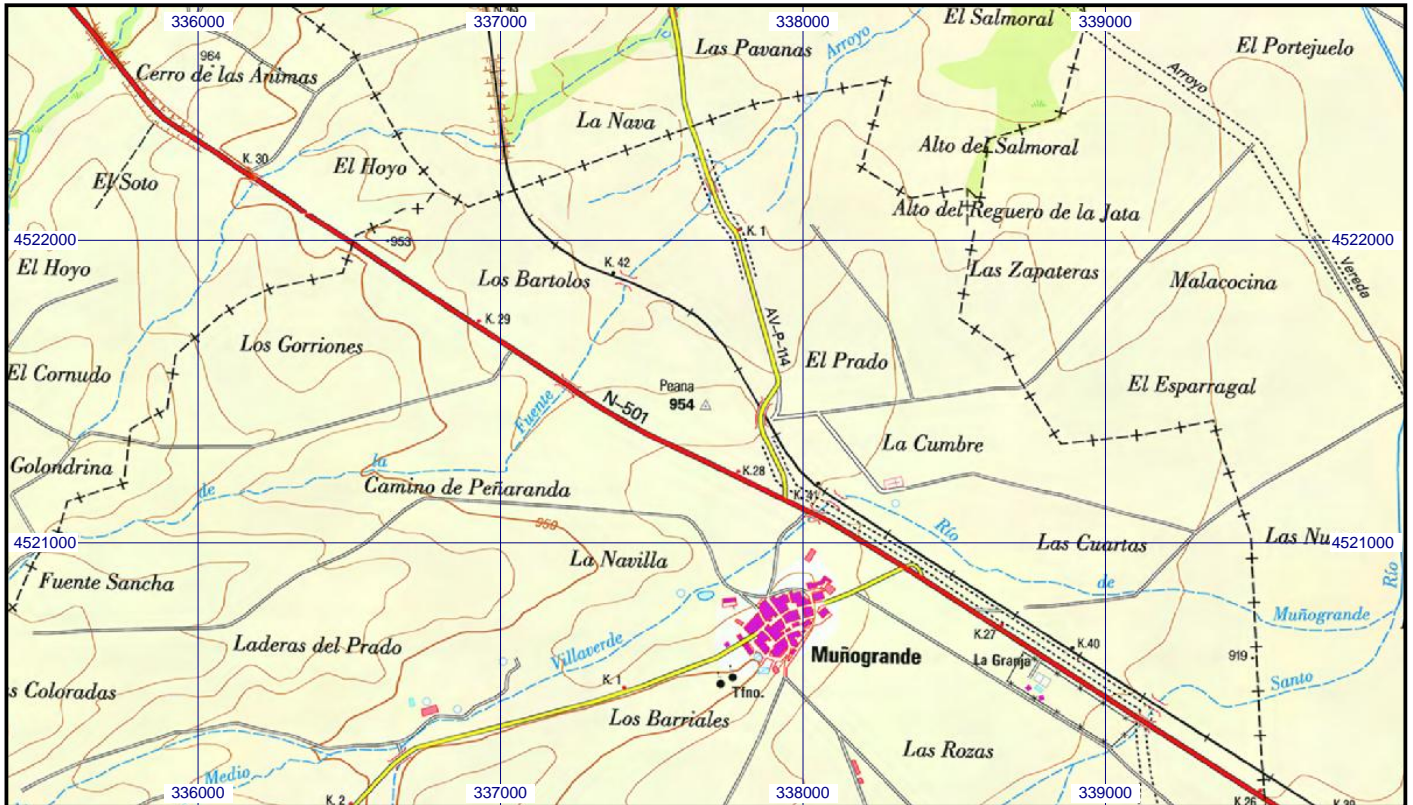 336000
337000
338000
339000
El Salmoral
Las Pavanas
Arroyo
El Portejuelo
964
Cerro de las Animas
Arroyo
La Nava
K. 30
El Hoyo
Alto del Salmoral
El Soto
Alto del Reguero de la Jata
K. 1
4522000
953
4522000
El Hoyo
K. 42
Los Bartolos
Las Zapateras
Malacocina
Vereda
K. 29
AV-P-114
Los Gorriones
El Prado
El Cornudo
Peana
954
El Esparragal
N-501
Fuente
La Cumbre
Golondrina
la
de
K.28
Camino de Peñaranda
K. 41
950
Río
4521000
Las Cuartas
Las Nu
4521000
La Navilla
Fuente Sancha
de
Río
Muñogrande
Villaverde
K.27
Laderas del Prado
Muñogrande
La Granja
K.40
919
s Coloradas
K. 1
Tfno.
Santo
Los Barriales
Las Rozas
Medio
336000
K. 2
337000
338000
339000
K.26
K.39